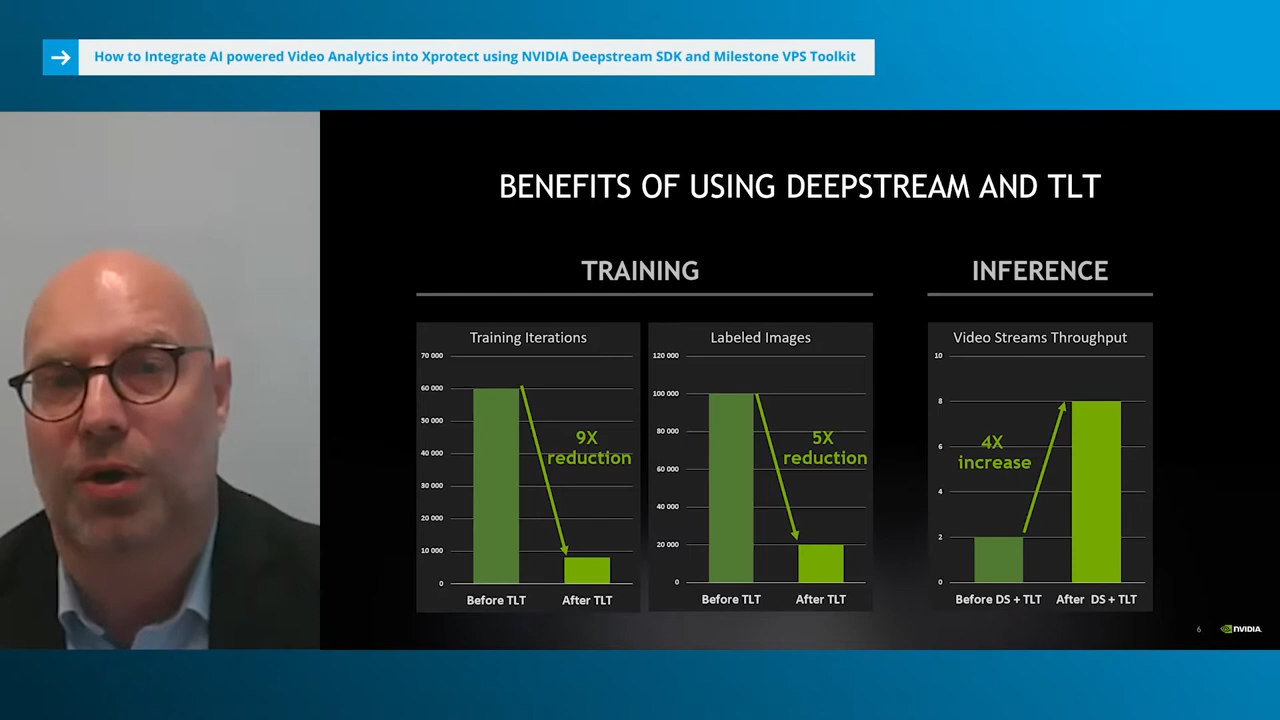 How to Integrate AI powered Video Analytics into Xprotect using NVIDIA Deepstream SDK and Milestone VPS Toolkit
BENEFITS OF USING DEEPSTREAM AND TLT
TRAINING
INFERENCE
Training Iterations
70 000
60 000
50 000
40 000
30 000
20 000
10 000
0
9X
reduction
Before TLT
After TLT
Labeled Images
120 000
100 000
80 000
60 000
40 000
20 000
0
5X
reduction
Before TLT
After TLT
Video Streams Throughput
10
8
6
4
2
0
4X
increase
Before DS + TLT
After DS + TLT
6
NVIDIA.